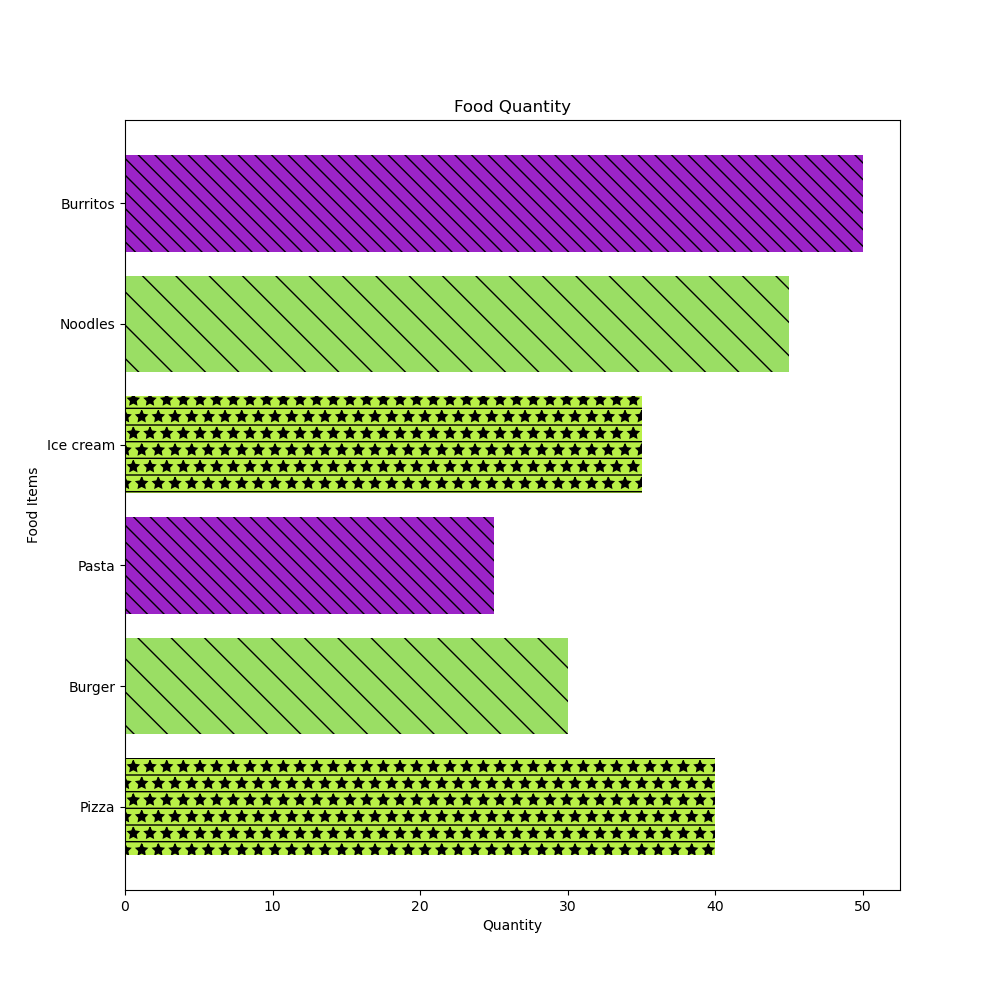 Food Quantity
Burritos
Noodles
Ice cream
Pasta
Burger
Pizza
Food Items
0 10 20 30 40 50
Quantity